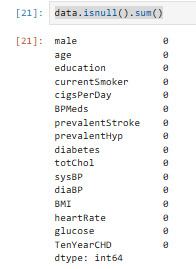 [21]: data.isnull().sum()
[21]: male 0
age 0
education 0
currentSmoker 0
cigsPerDay 0
BPMeds 0
prevalentStroke 0
prevalentHyp 0
diabetes 0
totChol 0
sysBP 0
diaBP 0
BMI 0
heartRate 0
glucose 0
TenYearCHD 0
dtype: int64